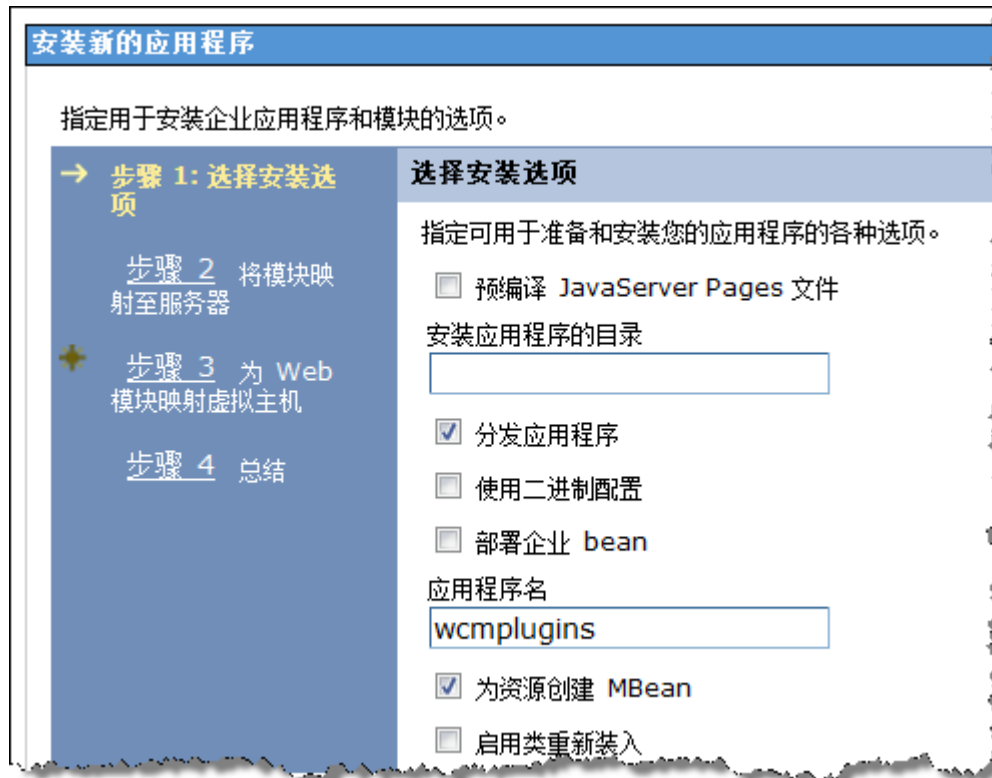 安装新的应用程序
指定用于安装企业应用程序和模块的选项。
步骤 1: 选择安装选
项
步骤 2 将模块映
射至服务器
步骤 3 为 Web
模块映射虚拟主机
步骤 4 总结
选择安装选项
指定可用于准备和安装您的应用程序的各种选项。
预编译 JavaServer Pages 文件
安装应用程序的目录
分发应用程序
使用二进制配置
部署企业 bean
应用程序名
wcmplugins
为资源创建 MBean
启用类重新装入